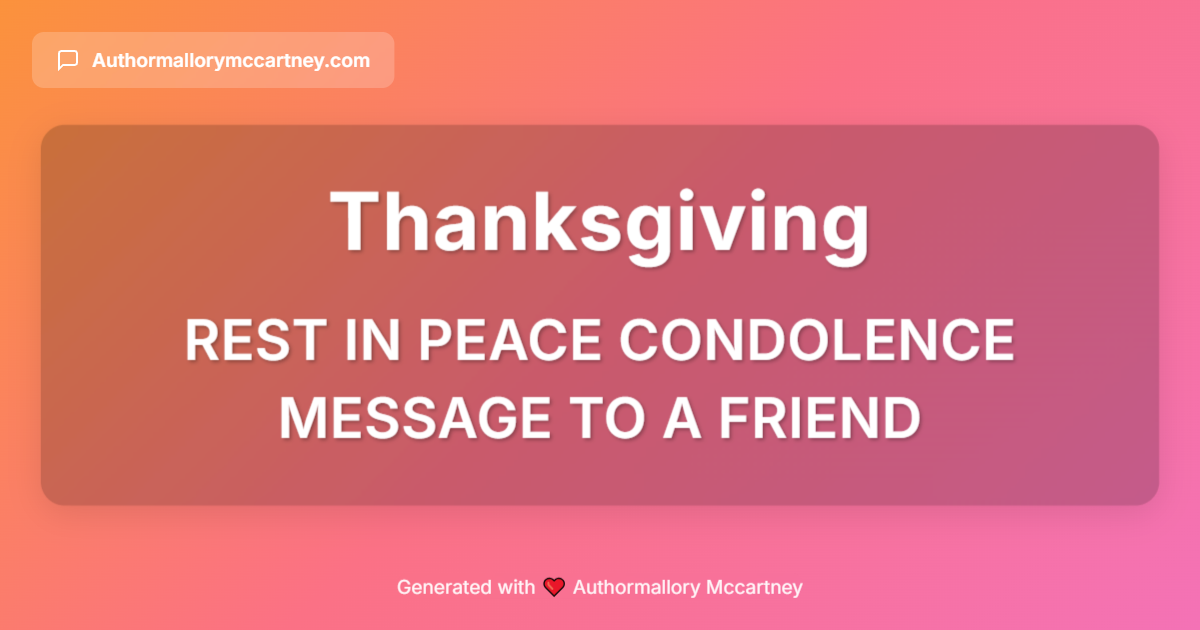 Authormallorymccartney.com
Thanksgiving
REST IN PEACE CONDOLENCE
MESSAGE TO A FRIEND
Generated with ❤️ Authormallory Mccartney